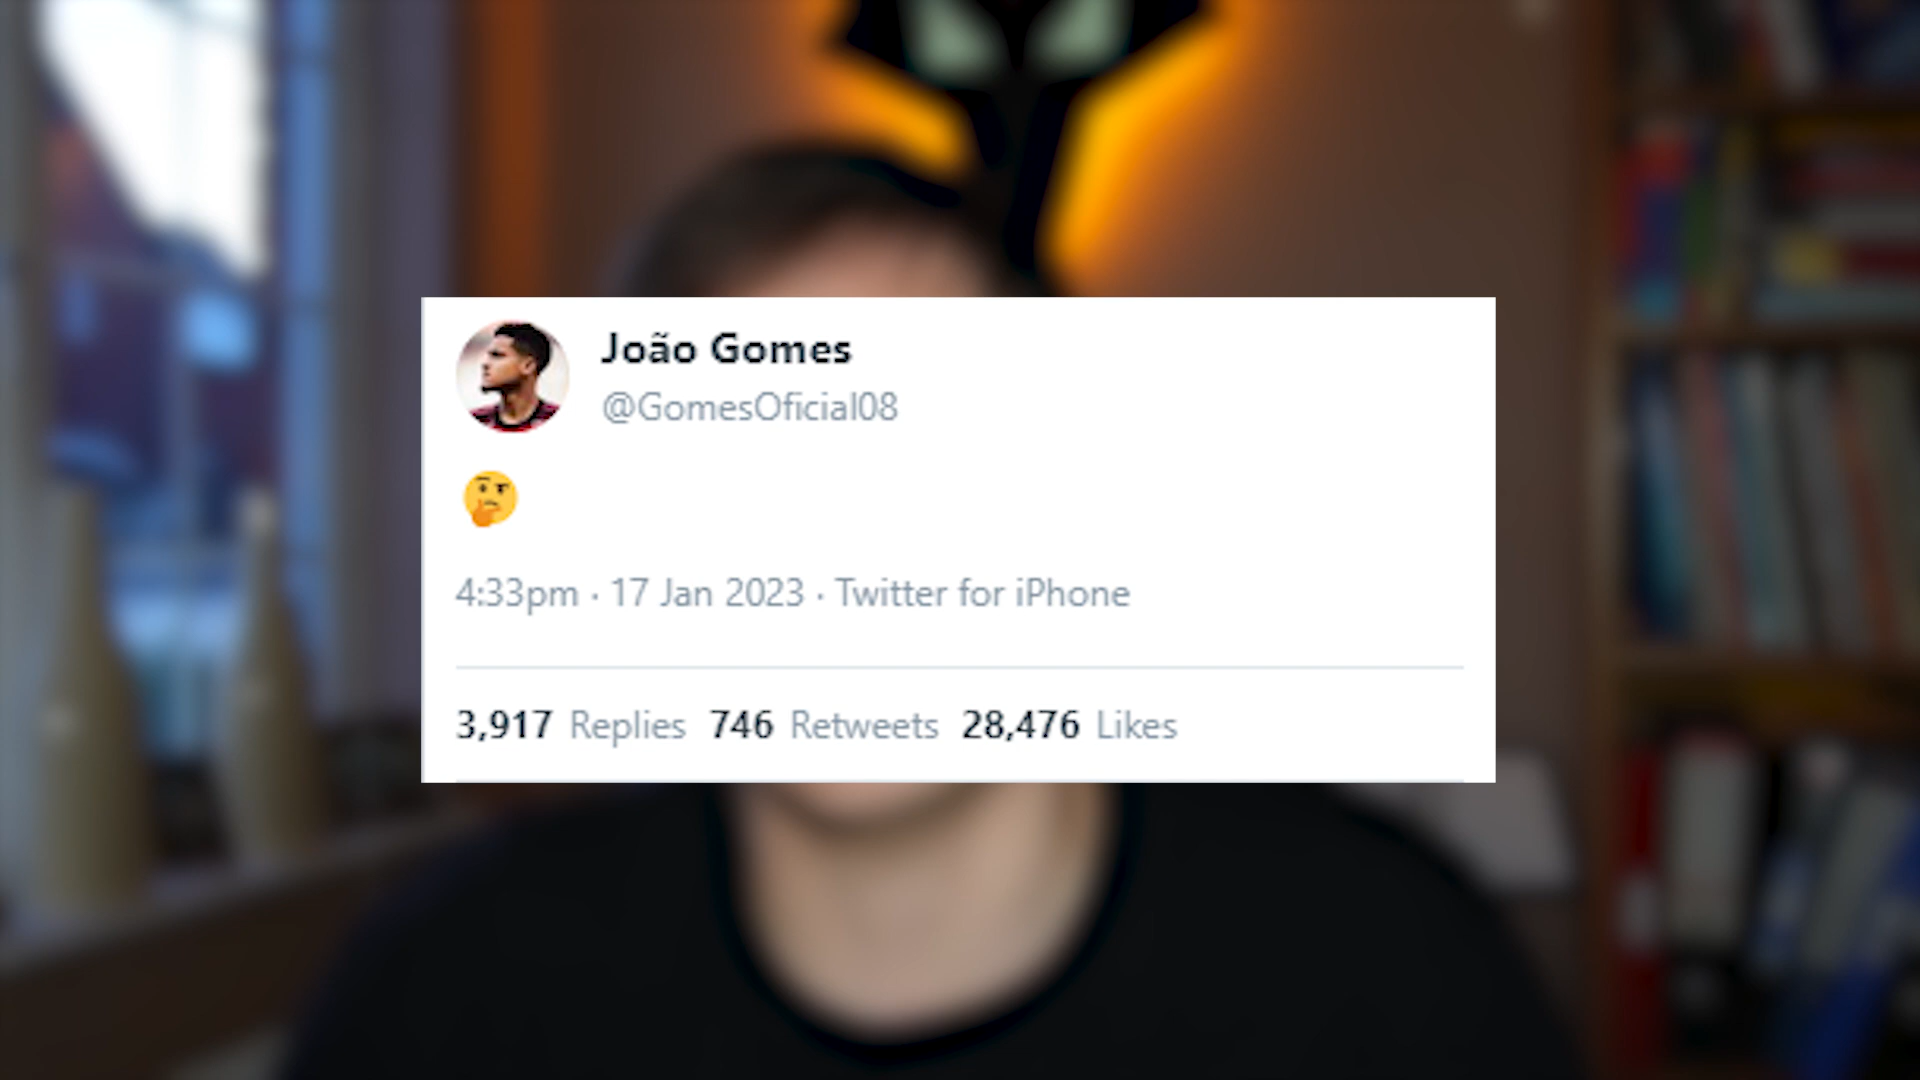 João Gomes
@GomesOficial08
🤔
4:33pm · 17 Jan 2023 · Twitter for iPhone
3,917 Replies 746 Retweets 28,476 Likes